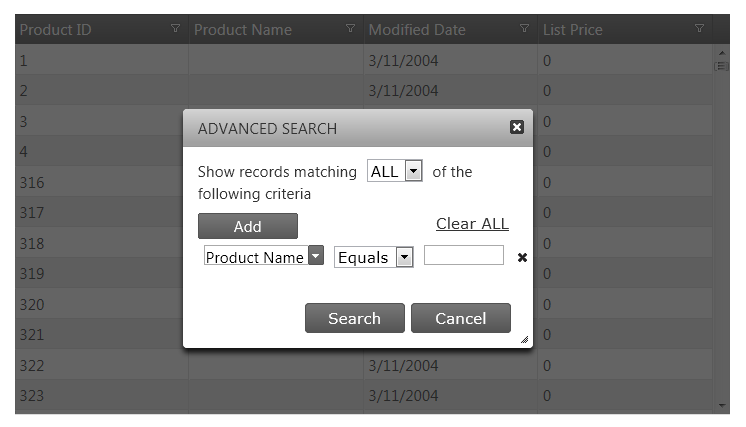 Product ID Product Name Modified Date List Price
1 3/11/2004 0
2 3/11/2004 0
3 0
4 0
316 0
317 0
318 0
319 0
320 0
321 0
322 3/11/2004 0
323 3/11/2004 0
ADVANCED SEARCH
Show records matching ALL of the
following criteria
Add Clear ALL
Product Name Equals
Search Cancel